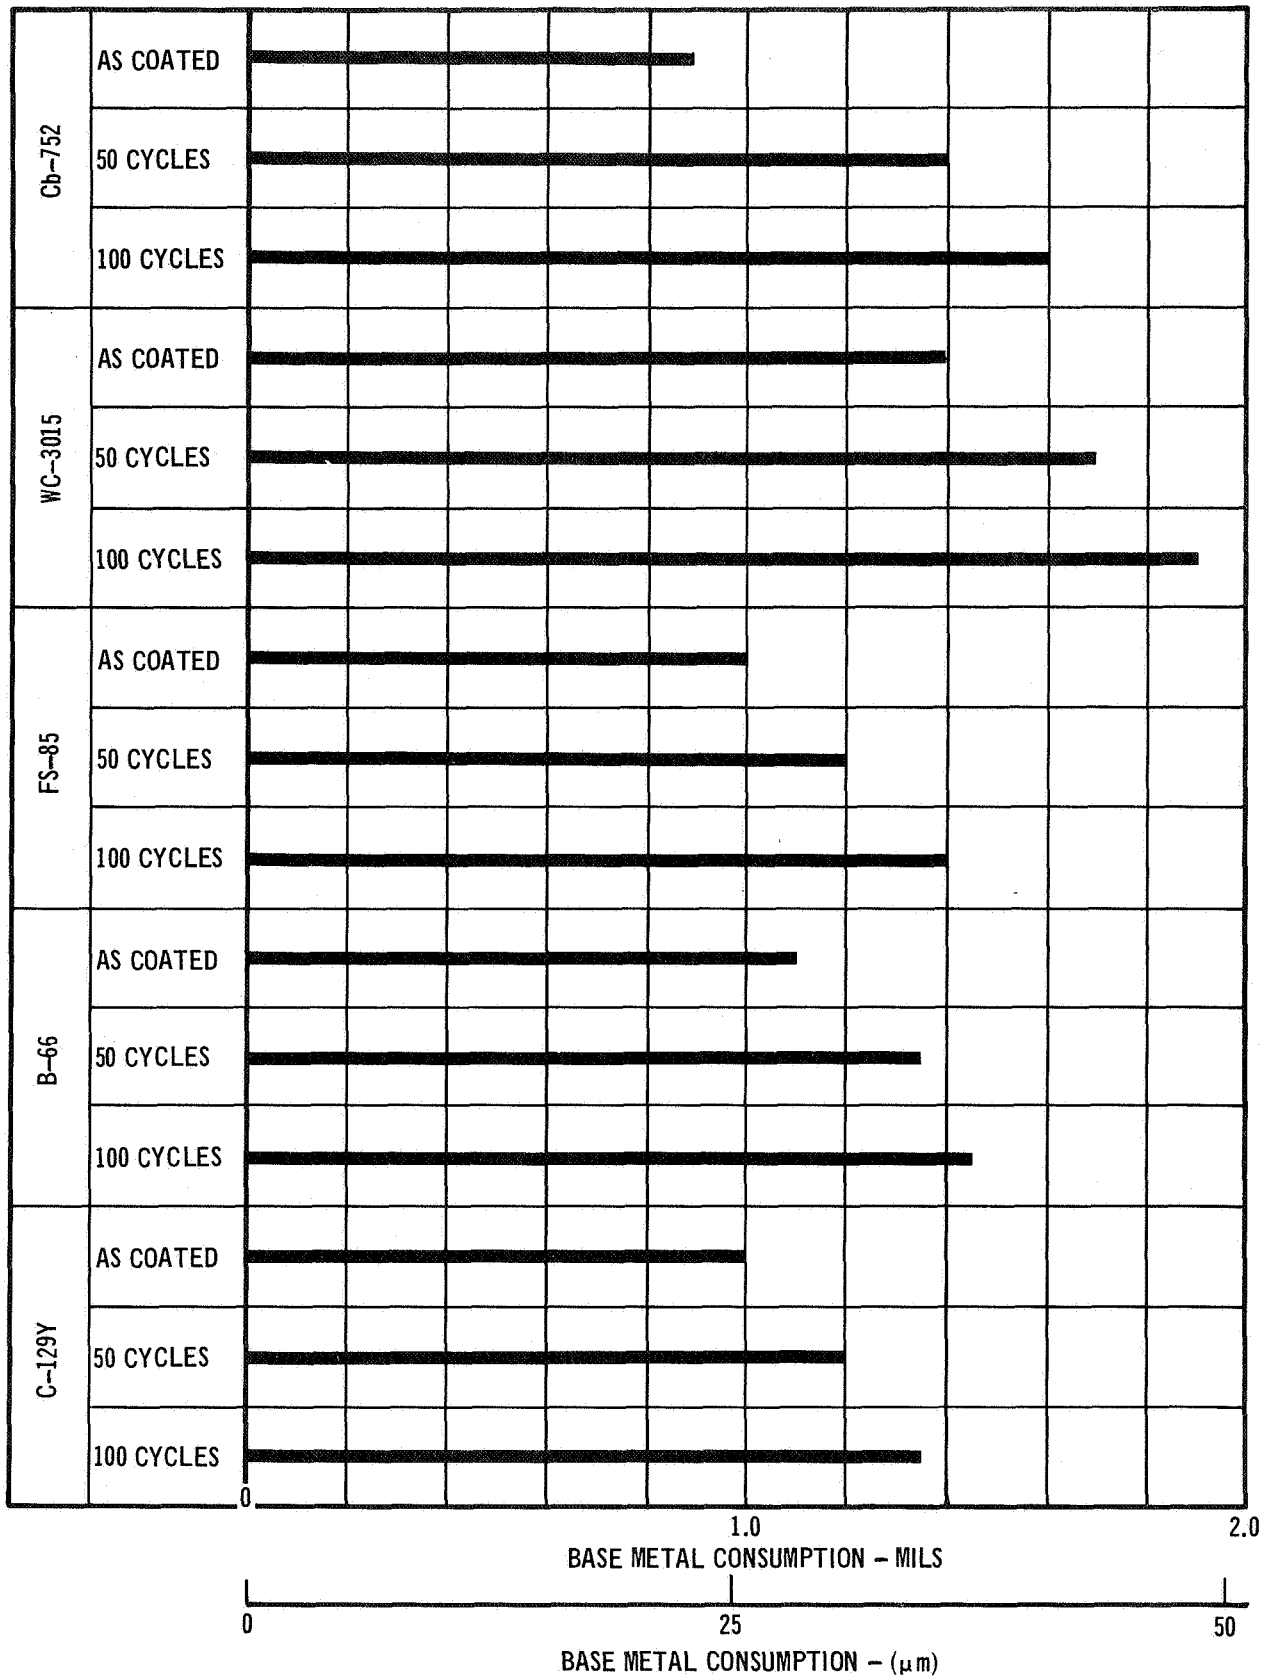 Cb-752
AS COATED
50 CYCLES
100 CYCLES
WC-3015
AS COATED
50 CYCLES
100 CYCLES
FS-85
AS COATED
50 CYCLES
100 CYCLES
B-66
AS COATED
50 CYCLES
100 CYCLES
C-129Y
AS COATED
50 CYCLES
100 CYCLES
0 1.0 2.0
BASE METAL CONSUMPTION - MILS
0 25 50
BASE METAL CONSUMPTION - (μm)